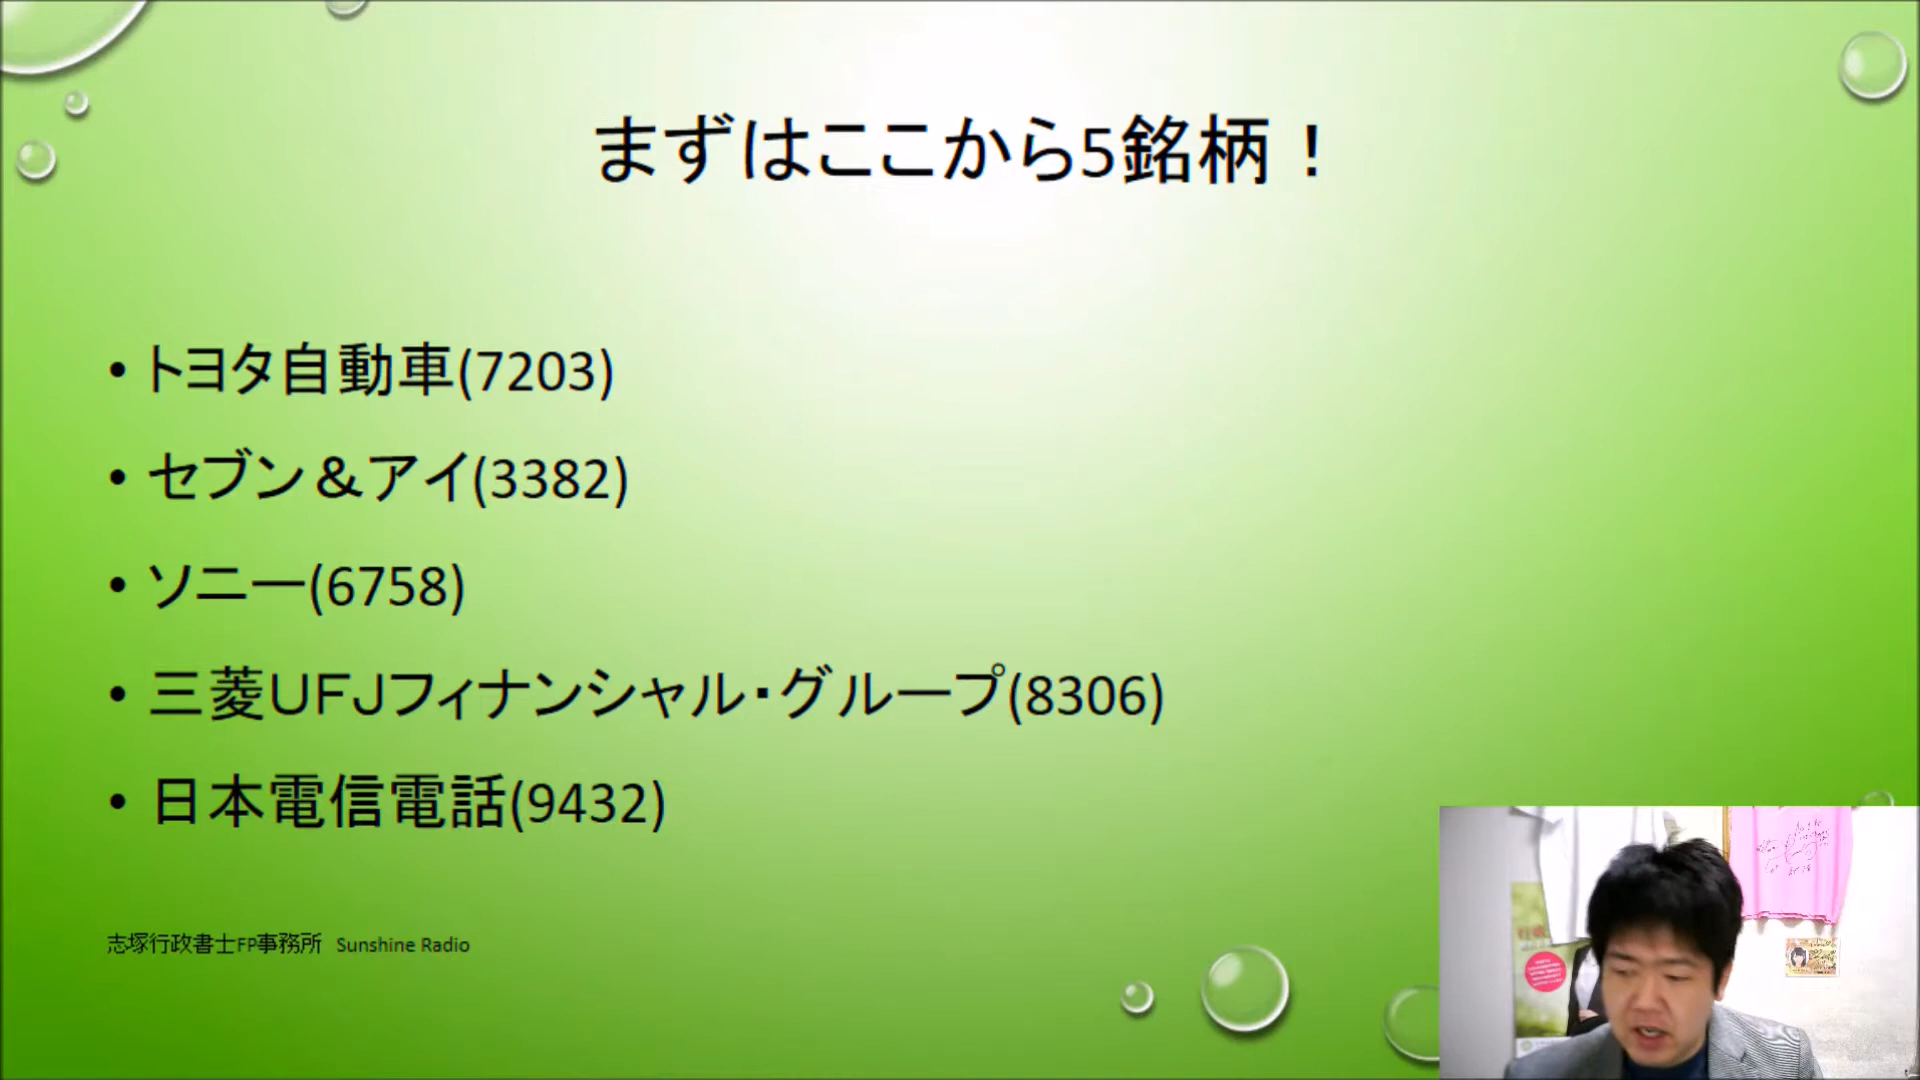 まずはここから5銘柄！
• トヨタ自動車(7203)
• セブン＆アイ(3382)
• ソニー(6758)
• 三菱ＵＦＪフィナンシャル・グループ(8306)
• 日本電信電話(9432)
志塚行政書士FP事務所 Sunshine Radio